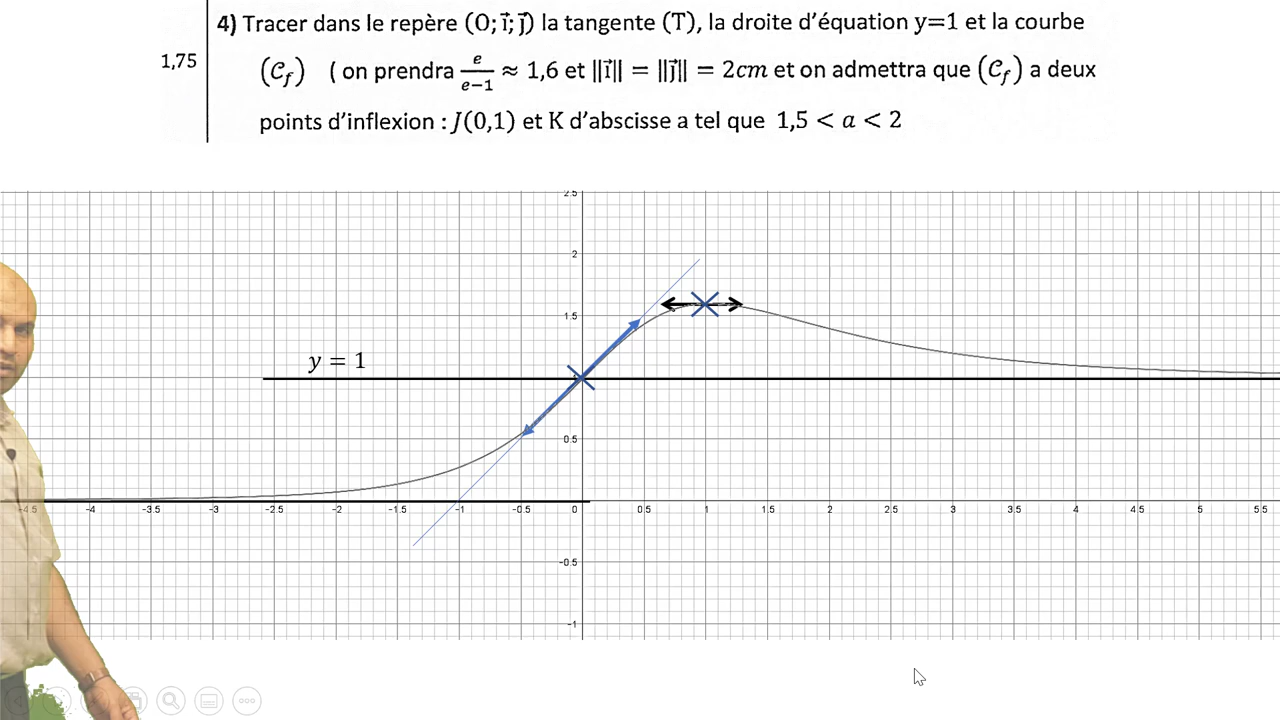 4) Tracer dans le repère (O; i⃗; j⃗) la tangente (T), la droite d'équation y=1 et la courbe
1,75
(𝒞_f) ( on prendra e/(e−1) ≈ 1,6 et ||i⃗|| = ||j⃗|| = 2cm et on admettra que (𝒞_f) a deux
points d'inflexion : J(0,1) et K d'abscisse a tel que 1,5 < a < 2
2.5
2
1.5
y = 1
0.5
-4.5 -4 -3.5 -3 -2.5 -2 -1.5 -1 -0.5 0 0.5 1 1.5 2 2.5 3 3.5 4 4.5 5 5.5
-0.5
-1